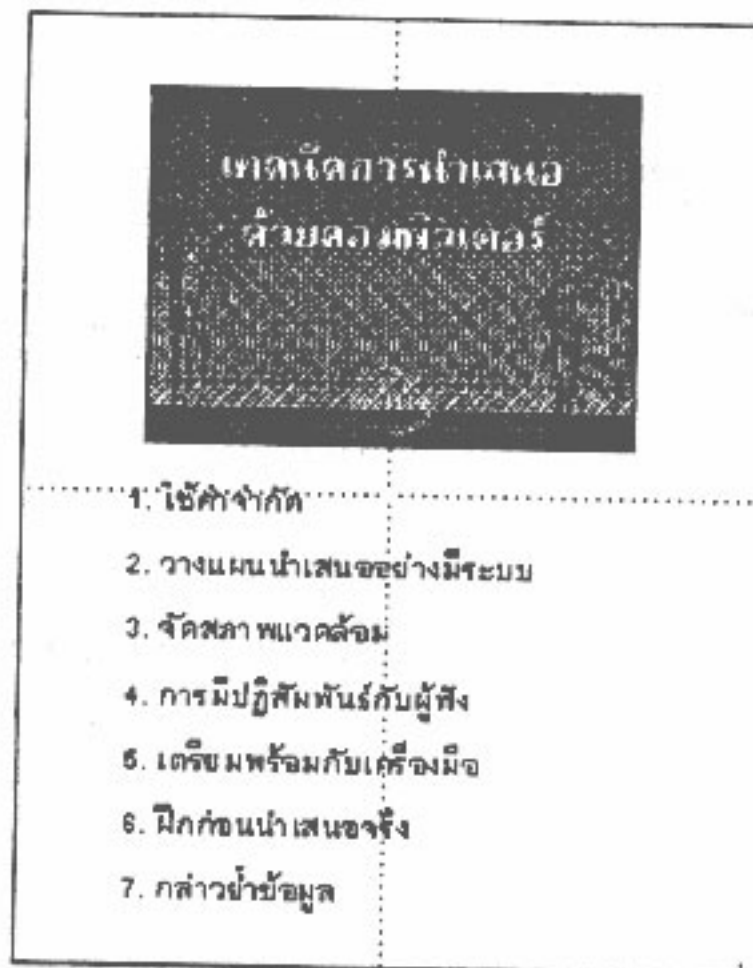 เทคนิคการนำเสนอ
ด้วยคอมพิวเตอร์
1. ใช้คำจำกัด
2. วางแผนนำเสนออย่างมีระบบ
3. จัดสภาพแวดล้อม
4. การมีปฏิสัมพันธ์กับผู้ฟัง
5. เตรียมพร้อมกับเครื่องมือ
6. ฝึกก่อนนำเสนอจริง
7. กล่าวย้ำข้อมูล